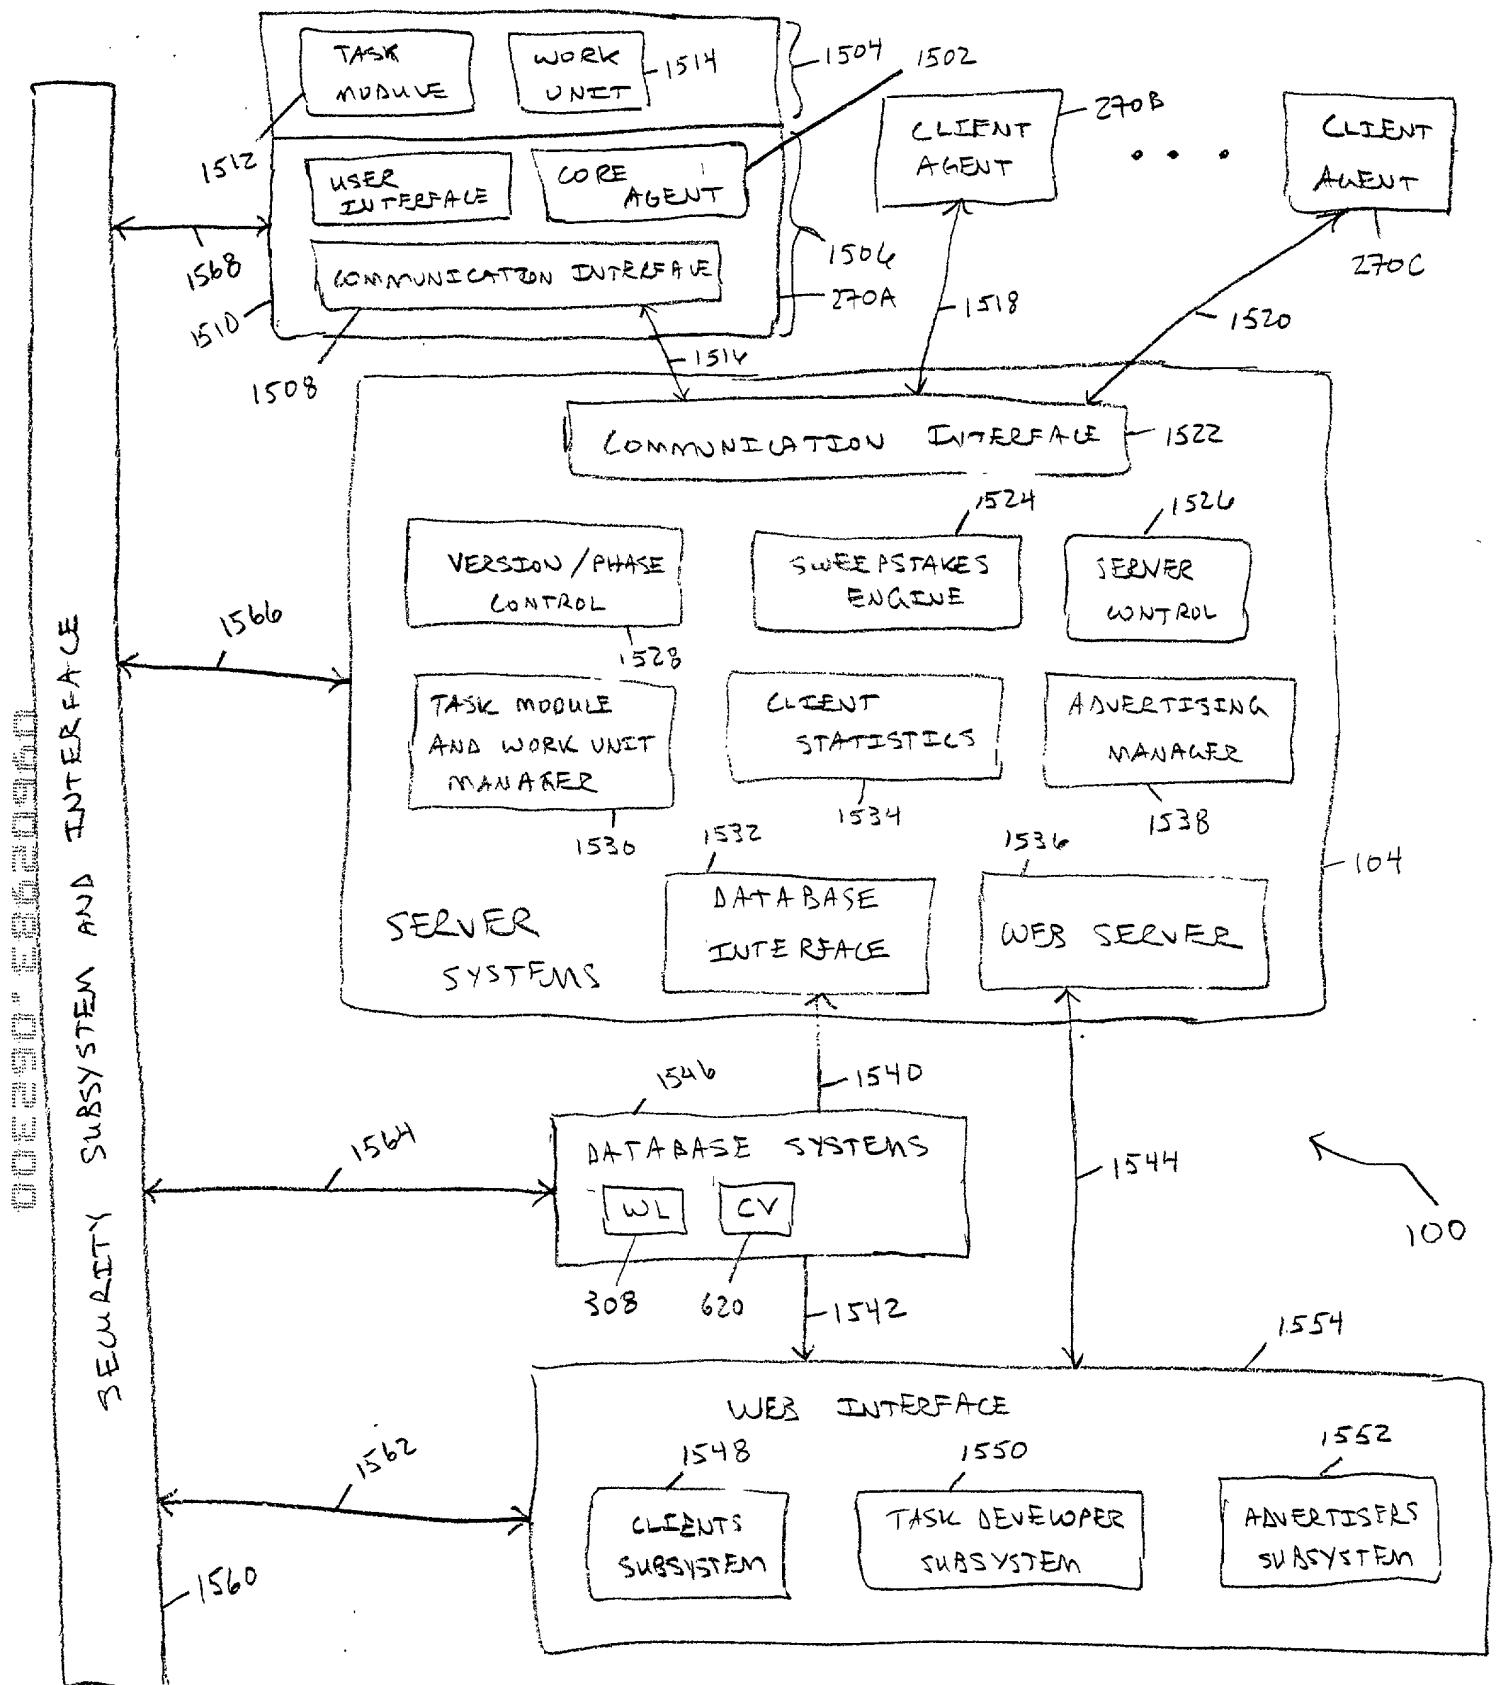 TASK
MODULE
WORK
UNIT
1514
1504
1502
1512
USER
INTERFACE
CORE
AGENT
1506
COMMUNICATION INTERFACE
270A
1510
1508
1568
CLIENT
AGENT
270B
CLIENT
AGENT
270C
1516
1518
1520
COMMUNICATION INTERFACE
1522
VERSION/PHASE
CONTROL
1528
1524
SWEEPSTAKES
ENGINE
1526
SERVER
CONTROL
1566
TASK MODULE
AND WORK UNIT
MANAGER
1530
CLIENT
STATISTICS
1534
ADVERTISING
MANAGER
1538
104
SERVER
SYSTEMS
1532
DATABASE
INTERFACE
1536
WEB SERVER
1546
1540
DATABASE SYSTEMS
WL
CV
308
620
1564
1544
1542
100
1554
WEB INTERFACE
1548
CLIENTS
SUBSYSTEM
1550
TASK DEVELOPER
SUBSYSTEM
1552
ADVERTISERS
SUBSYSTEM
1562
1560
SECURITY SUBSYSTEM AND INTERFACE